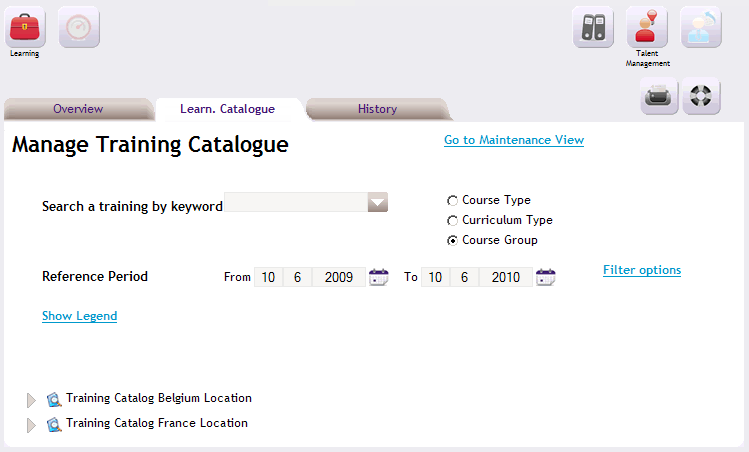 Learning
Talent
Management
Overview
Learn. Catalogue
History
Manage Training Catalogue
Go to Maintenance View
Search a training by keyword
Course Type
Curriculum Type
Course Group
Reference Period From 10 6 2009 To 10 6 2010
Filter options
Show Legend
Training Catalog Belgium Location
Training Catalog France Location